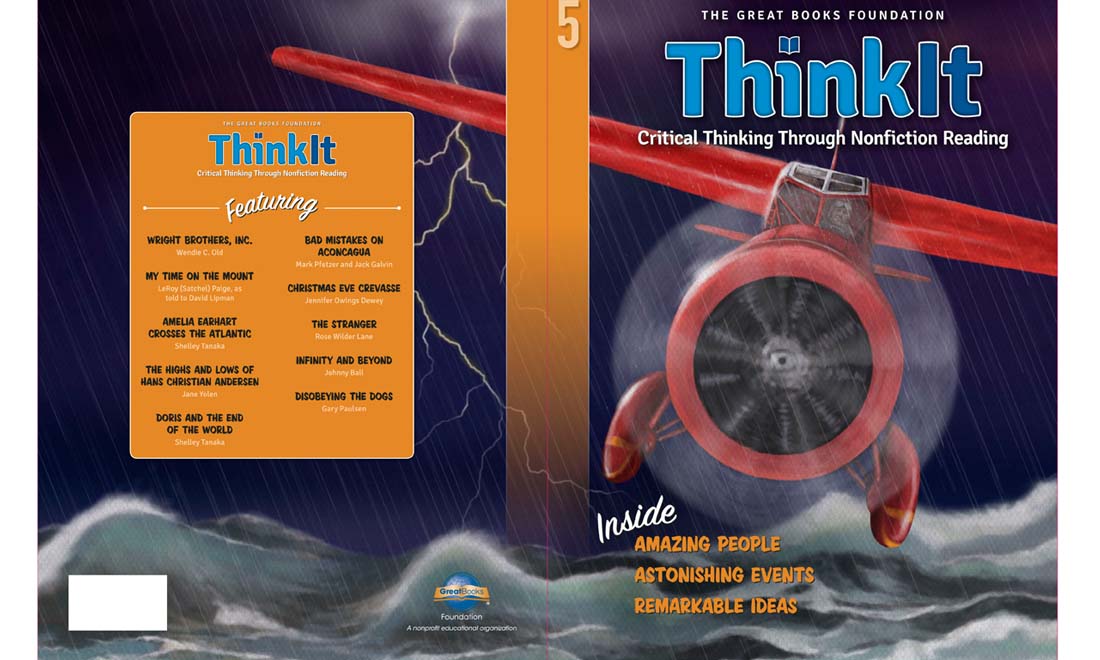 THE GREAT BOOKS FOUNDATION
ThinkIt
Critical Thinking Through Nonfiction Reading
Featuring
WRIGHT BROTHERS, INC.
Wendie C. Old
MY TIME ON THE MOUNT
LeRoy (Satchel) Paige, as
told to David Lipman
AMELIA EARHART
CROSSES THE ATLANTIC
Shelley Tanaka
THE HIGHS AND LOWS OF
HANS CHRISTIAN ANDERSEN
Jane Yolen
DORIS AND THE END
OF THE WORLD
Shelley Tanaka
BAD MISTAKES ON
ACONCAGUA
Mark Pfetzer and Jack Galvin
CHRISTMAS EVE CREVASSE
Jennifer Owings Dewey
THE STRANGER
Rose Wilder Lane
INFINITY AND BEYOND
Johnny Ball
DISOBEYING THE DOGS
Gary Paulsen
GreatBooks
Foundation
A nonprofit educational organization
5
THE GREAT BOOKS FOUNDATION
ThinkIt
Critical Thinking Through Nonfiction Reading
Inside
AMAZING PEOPLE
ASTONISHING EVENTS
REMARKABLE IDEAS